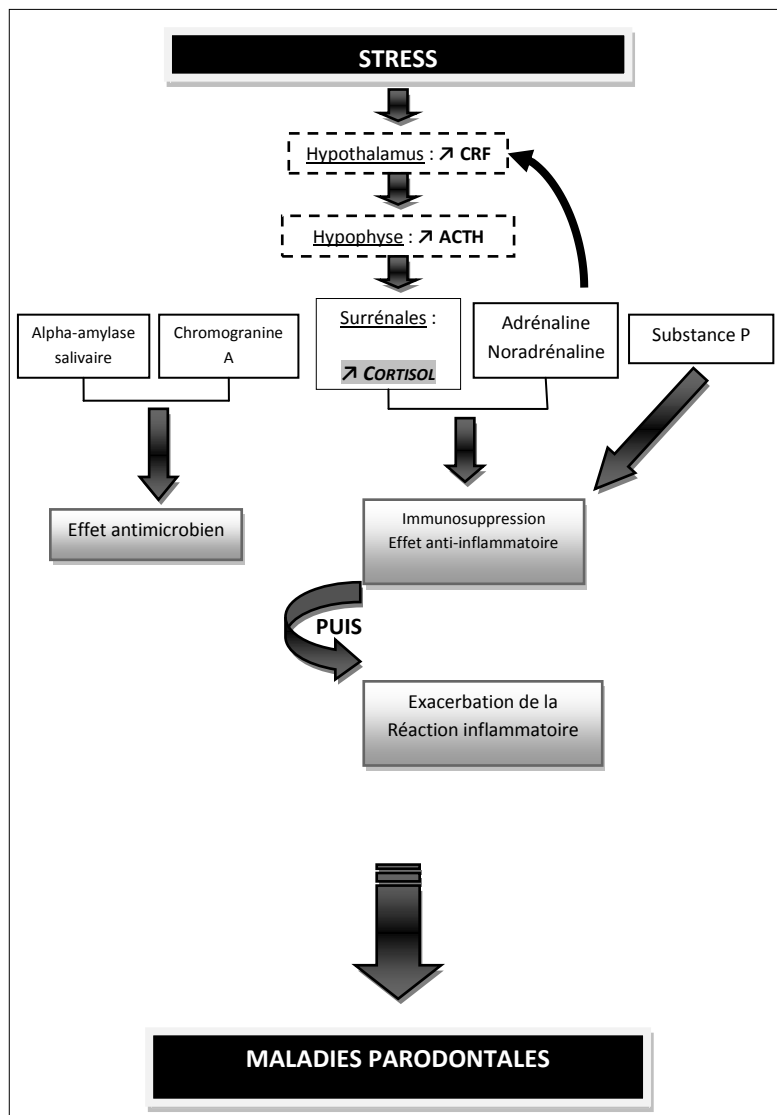 STRESS
Hypothalamus : ↗ CRF
Hypophyse : ↗ ACTH
Alpha-amylase
salivaire
Chromogranine
A
Surrénales :
↗ CORTISOL
Adrénaline
Noradrénaline
Substance P
Effet antimicrobien
Immunosuppression
Effet anti-inflammatoire
PUIS
Exacerbation de la
Réaction inflammatoire
MALADIES PARODONTALES